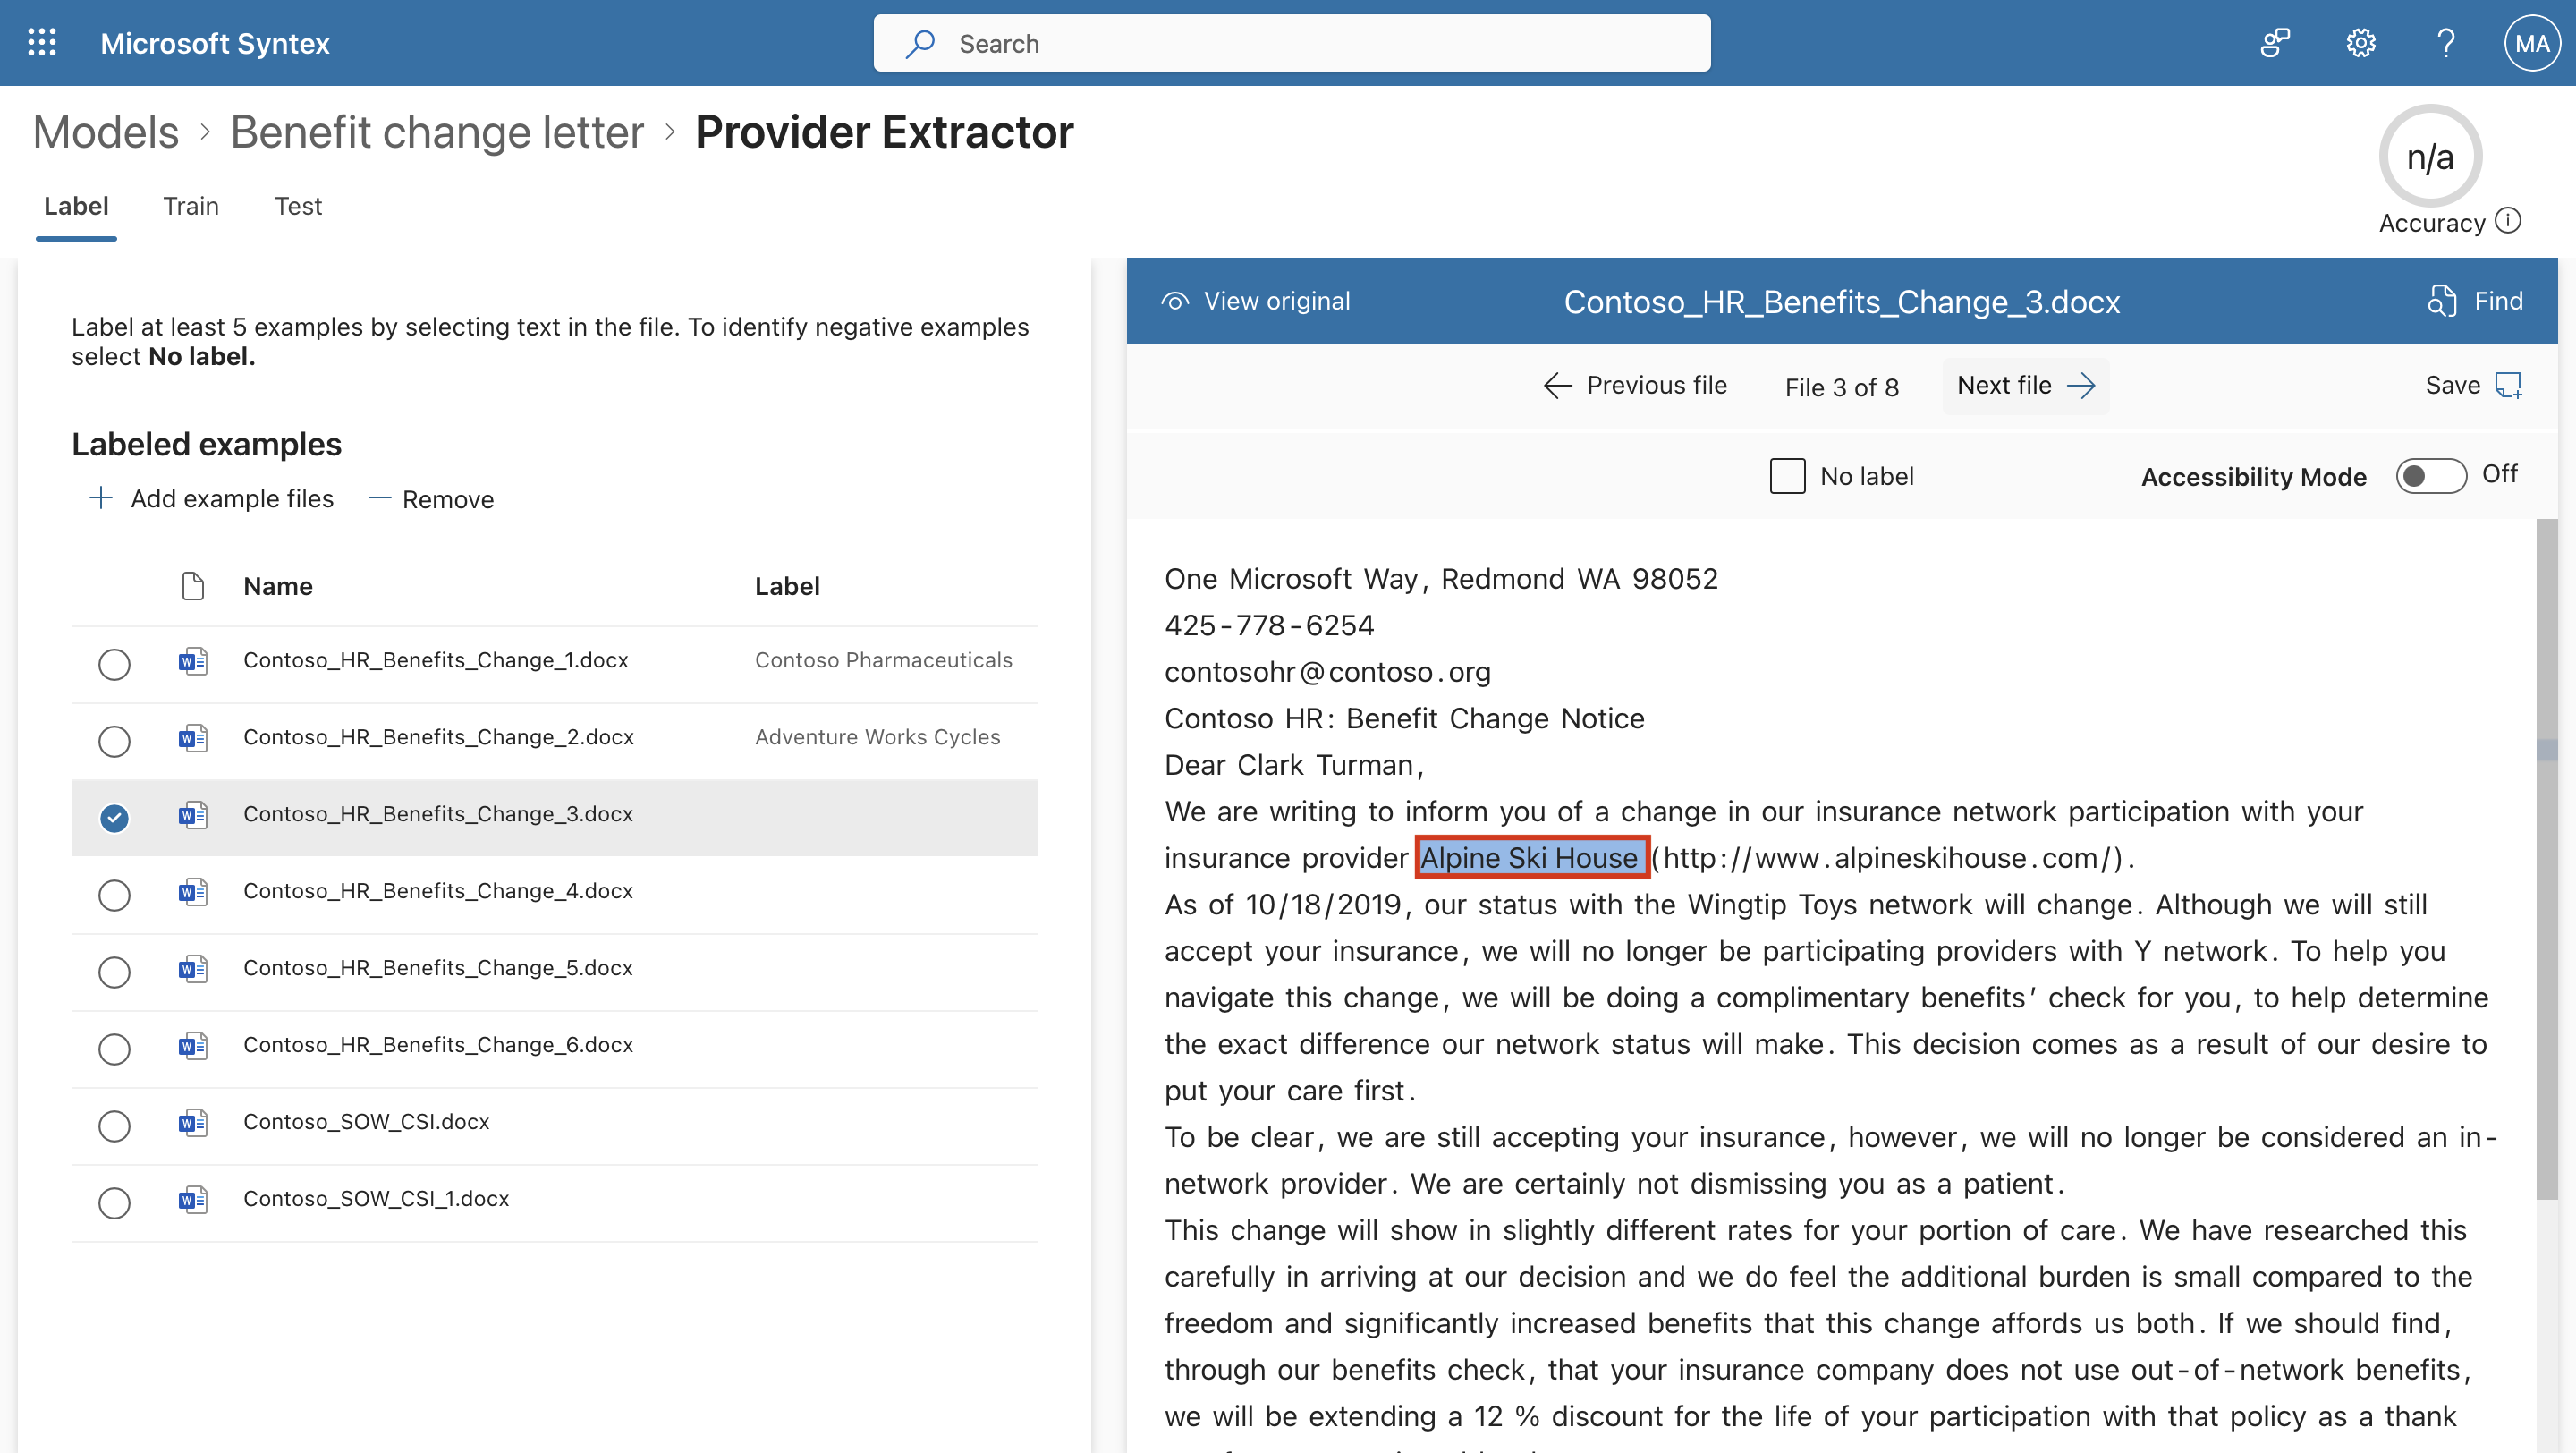 Microsoft Syntex
Search
MA
Models > Benefit change letter > Provider Extractor
n/a
Accuracy
Label Train Test
Label at least 5 examples by selecting text in the file. To identify negative examples
select No label.
Labeled examples
+ Add example files — Remove
Name Label
Contoso_HR_Benefits_Change_1.docx Contoso Pharmaceuticals
Contoso_HR_Benefits_Change_2.docx Adventure Works Cycles
Contoso_HR_Benefits_Change_3.docx
Contoso_HR_Benefits_Change_4.docx
Contoso_HR_Benefits_Change_5.docx
Contoso_HR_Benefits_Change_6.docx
Contoso_SOW_CSI.docx
Contoso_SOW_CSI_1.docx
View original Contoso_HR_Benefits_Change_3.docx Find
Previous file File 3 of 8 Next file Save
No label Accessibility Mode Off
One Microsoft Way, Redmond WA 98052
425-778-6254
contosohr@contoso.org
Contoso HR: Benefit Change Notice
Dear Clark Turman,
We are writing to inform you of a change in our insurance network participation with your
insurance provider Alpine Ski House (http://www.alpineskihouse.com/).
As of 10/18/2019, our status with the Wingtip Toys network will change. Although we will still
accept your insurance, we will no longer be participating providers with Y network. To help you
navigate this change, we will be doing a complimentary benefits’ check for you, to help determine
the exact difference our network status will make. This decision comes as a result of our desire to
put your care first.
To be clear, we are still accepting your insurance, however, we will no longer be considered an in-
network provider. We are certainly not dismissing you as a patient.
This change will show in slightly different rates for your portion of care. We have researched this
carefully in arriving at our decision and we do feel the additional burden is small compared to the
freedom and significantly increased benefits that this change affords us both. If we should find,
through our benefits check, that your insurance company does not use out-of-network benefits,
we will be extending a 12 % discount for the life of your participation with that policy as a thank